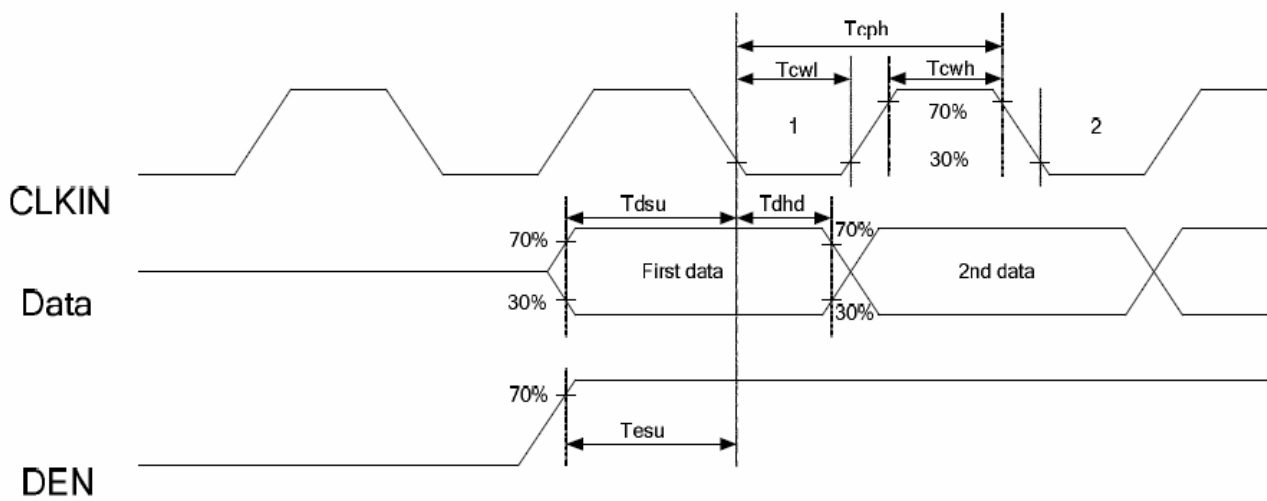 Tcph
Tcwl
Tcwh
1
70%
2
30%
CLKIN
Tdsu
Tdhd
70%
70%
First data
2nd data
Data
30%
30%
70%
Tesu
DEN